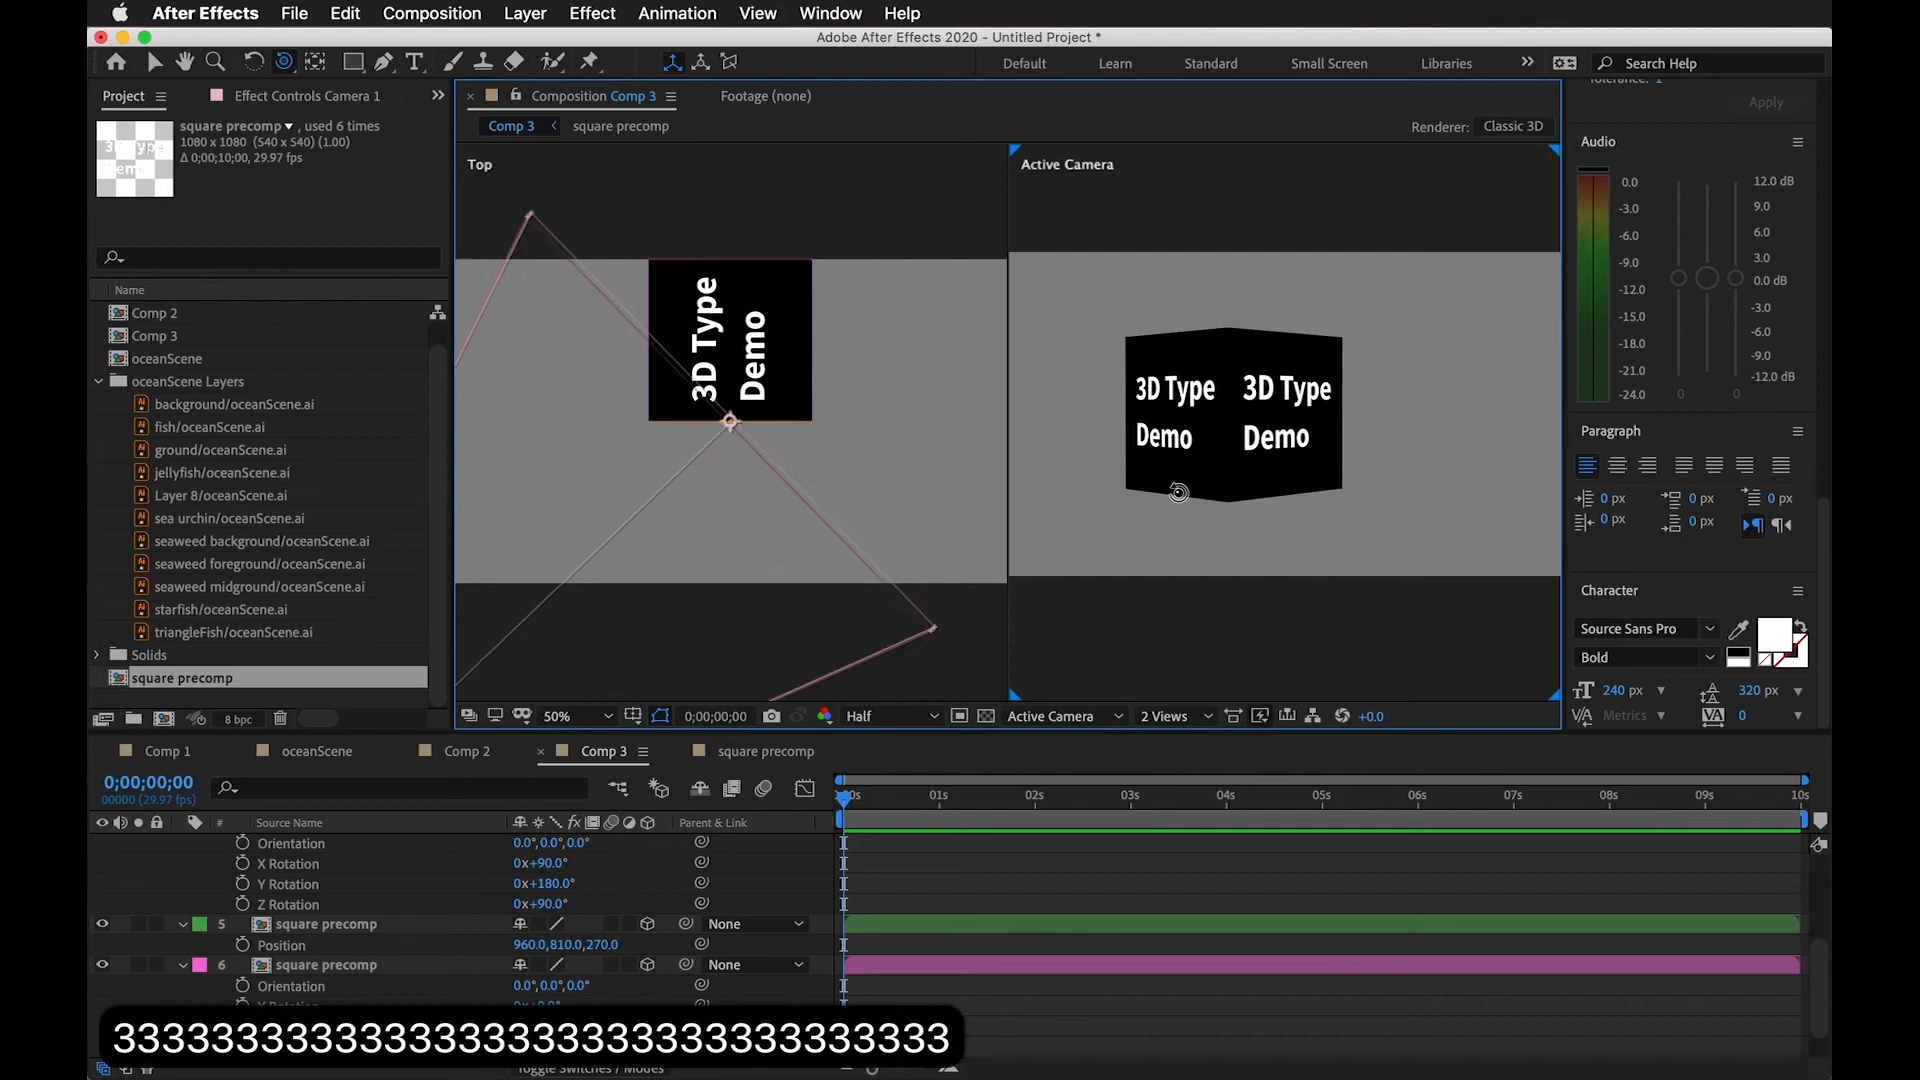 After Effects File Edit Composition Layer Effect Animation View Window Help
Adobe After Effects 2020 - Untitled Project *
Default Learn Standard Small Screen Libraries Search Help
Project Effect Controls Camera 1
square precomp , used 6 times
1080 x 1080 (540 x 540) (1.00)
Δ 0;00;10;00, 29.97 fps
Name
Comp 2
Comp 3
oceanScene
oceanScene Layers
background/oceanScene.ai
fish/oceanScene.ai
ground/oceanScene.ai
jellyfish/oceanScene.ai
Layer 8/oceanScene.ai
sea urchin/oceanScene.ai
seaweed background/oceanScene.ai
seaweed foreground/oceanScene.ai
seaweed midground/oceanScene.ai
starfish/oceanScene.ai
triangleFish/oceanScene.ai
Solids
square precomp
8 bpc
Composition Comp 3 Footage (none)
Comp 3 square precomp Renderer: Classic 3D
Top
3D Type
Demo
Active Camera
3D Type 3D Type
Demo Demo
50% 0;00;00;00 Half Active Camera 2 Views +0.0
Tolerance: 1
Apply
Audio
0.0 12.0 dB
-3.0 9.0
-6.0 6.0
-9.0 3.0
-12.0 0.0 dB
-15.0 -3.0
-18.0 -6.0
-21.0 -9.0
-24.0 -12.0 dB
0 0
Paragraph
0 px 0 px 0 px
0 px 0 px
Character
Source Sans Pro
Bold
240 px 320 px
Metrics 0
Comp 1 oceanScene Comp 2 Comp 3 square precomp
0;00;00;00
00000 (29.97 fps)
00s 01s 02s 03s 04s 05s 06s 07s 08s 09s 10s
# Source Name Parent & Link
Orientation 0.0°,0.0°,0.0°
X Rotation 0x+90.0°
Y Rotation 0x+180.0°
Z Rotation 0x+90.0°
5 square precomp None
Position 960.0,810.0,270.0
6 square precomp None
Orientation 0.0°,0.0°,0.0°
3333333333333333333333333333333333
Toggle Switches / Modes